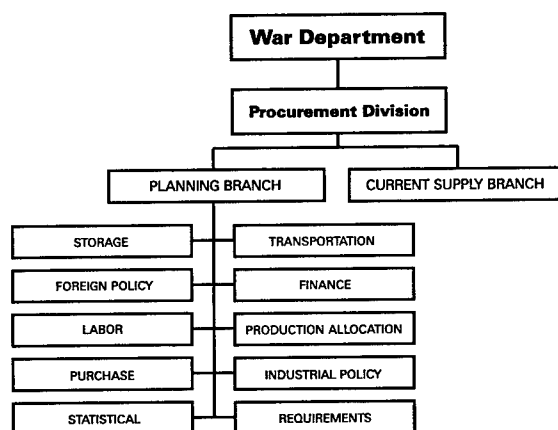 War Department
Procurement Division
PLANNING BRANCH
CURRENT SUPPLY BRANCH
STORAGE
TRANSPORTATION
FOREIGN POLICY
FINANCE
LABOR
PRODUCTION ALLOCATION
PURCHASE
INDUSTRIAL POLICY
STATISTICAL
REQUIREMENTS